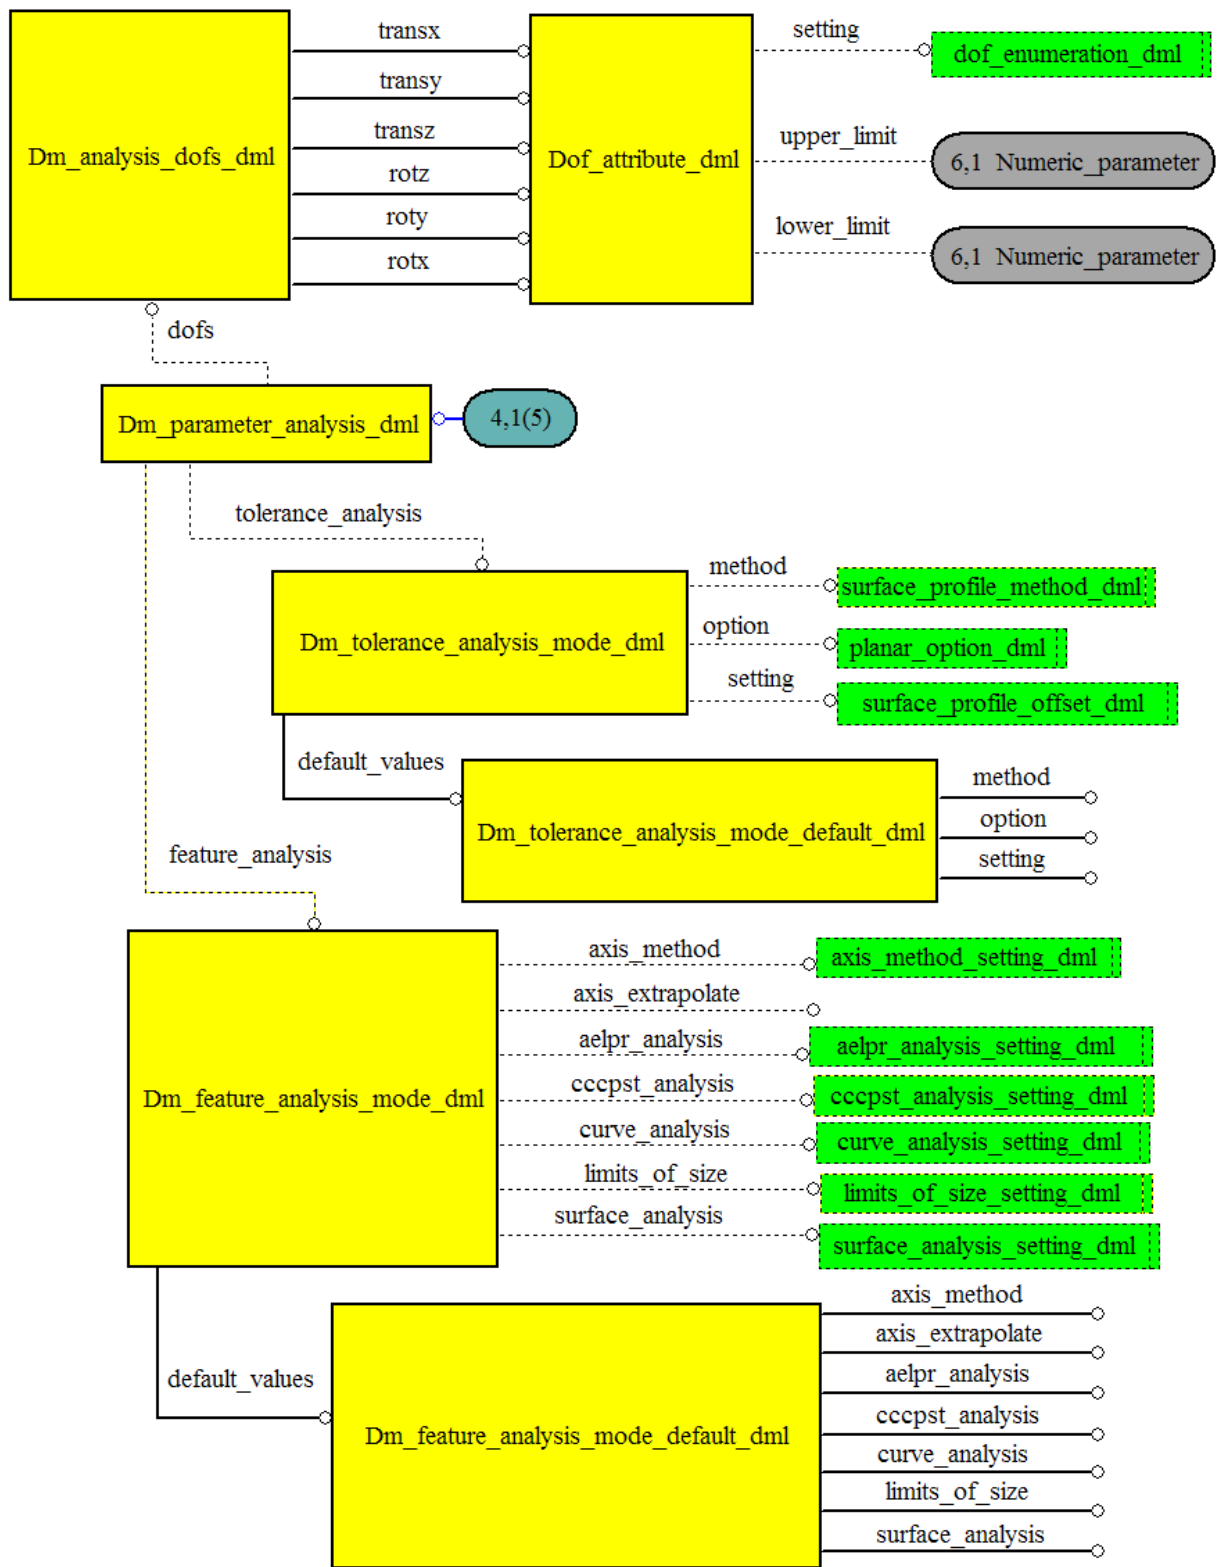 transx
setting
dof_enumeration_dml
transy
transz
upper_limit
Dm_analysis_dofs_dml
Dof_attribute_dml
6,1 Numeric_parameter
rotz
roty
lower_limit
rotx
6,1 Numeric_parameter
dofs
Dm_parameter_analysis_dml
4,1(5)
tolerance_analysis
method
surface_profile_method_dml
Dm_tolerance_analysis_mode_dml
option
planar_option_dml
setting
surface_profile_offset_dml
default_values
method
Dm_tolerance_analysis_mode_default_dml
option
setting
feature_analysis
axis_method
axis_method_setting_dml
axis_extrapolate
aelpr_analysis
aelpr_analysis_setting_dml
Dm_feature_analysis_mode_dml
cccpst_analysis
cccpst_analysis_setting_dml
curve_analysis
curve_analysis_setting_dml
limits_of_size
limits_of_size_setting_dml
surface_analysis
surface_analysis_setting_dml
axis_method
axis_extrapolate
default_values
aelpr_analysis
cccpst_analysis
Dm_feature_analysis_mode_default_dml
curve_analysis
limits_of_size
surface_analysis